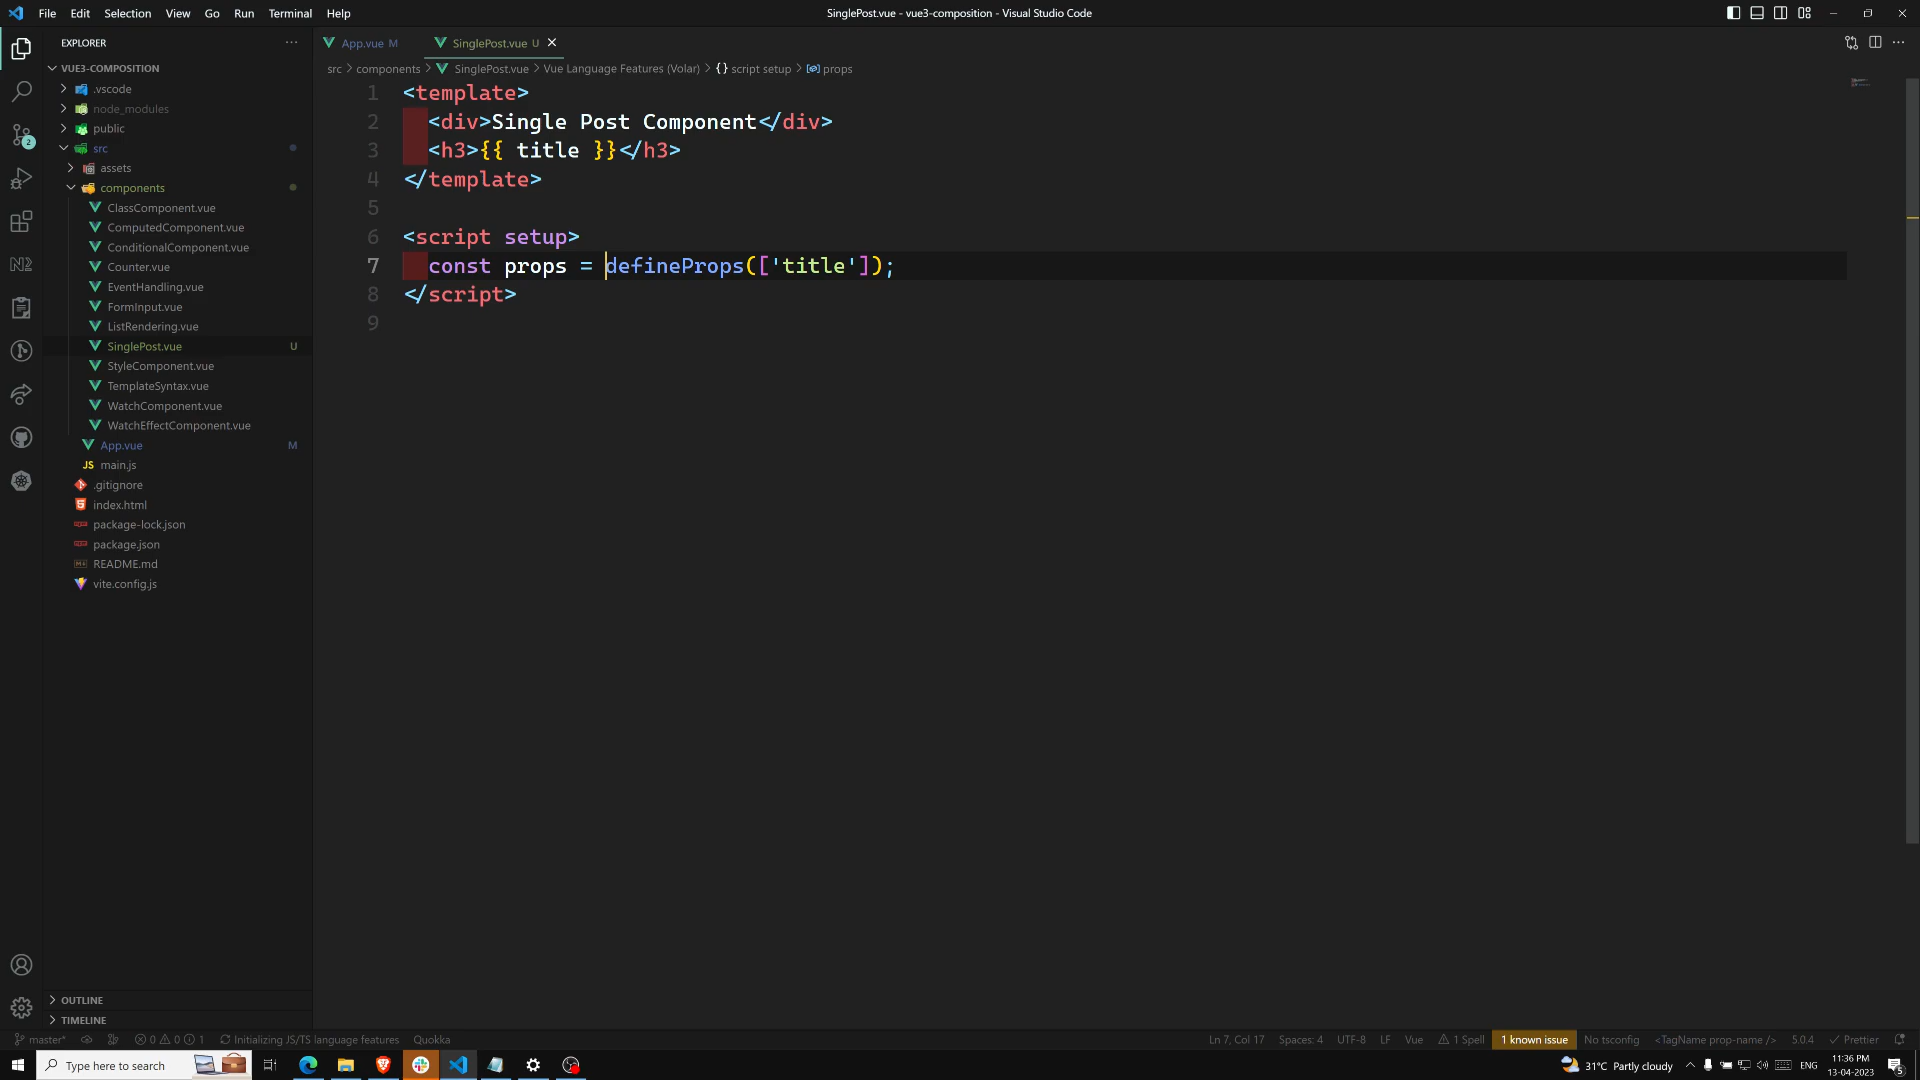 File Edit Selection View Go Run Terminal Help
SinglePost.vue - vue3-composition - Visual Studio Code
EXPLORER
VUE3-COMPOSITION
.vscode
node_modules
public
src
assets
components
ClassComponent.vue
ComputedComponent.vue
ConditionalComponent.vue
Counter.vue
EventHandling.vue
FormInput.vue
ListRendering.vue
SinglePost.vue U
StyleComponent.vue
TemplateSyntax.vue
WatchComponent.vue
WatchEffectComponent.vue
App.vue M
JS main.js
.gitignore
index.html
package-lock.json
package.json
README.md
vite.config.js
OUTLINE
TIMELINE
App.vue M SinglePost.vue U
src > components > SinglePost.vue > Vue Language Features (Volar) > {} script setup > props
1 <template>
2 <div>Single Post Component</div>
3 <h3>{{ title }}</h3>
4 </template>
5
6 <script setup>
7 const props = defineProps(['title']);
8 </script>
9
master* 0 0 1 Initializing JS/TS language features Quokka
Ln 7, Col 17 Spaces: 4 UTF-8 LF Vue 1 Spell 1 known issue No tsconfig <TagName prop-name /> 5.0.4 Prettier
Type here to search
31°C Partly cloudy ENG
11:36 PM
13-04-2023
5
2